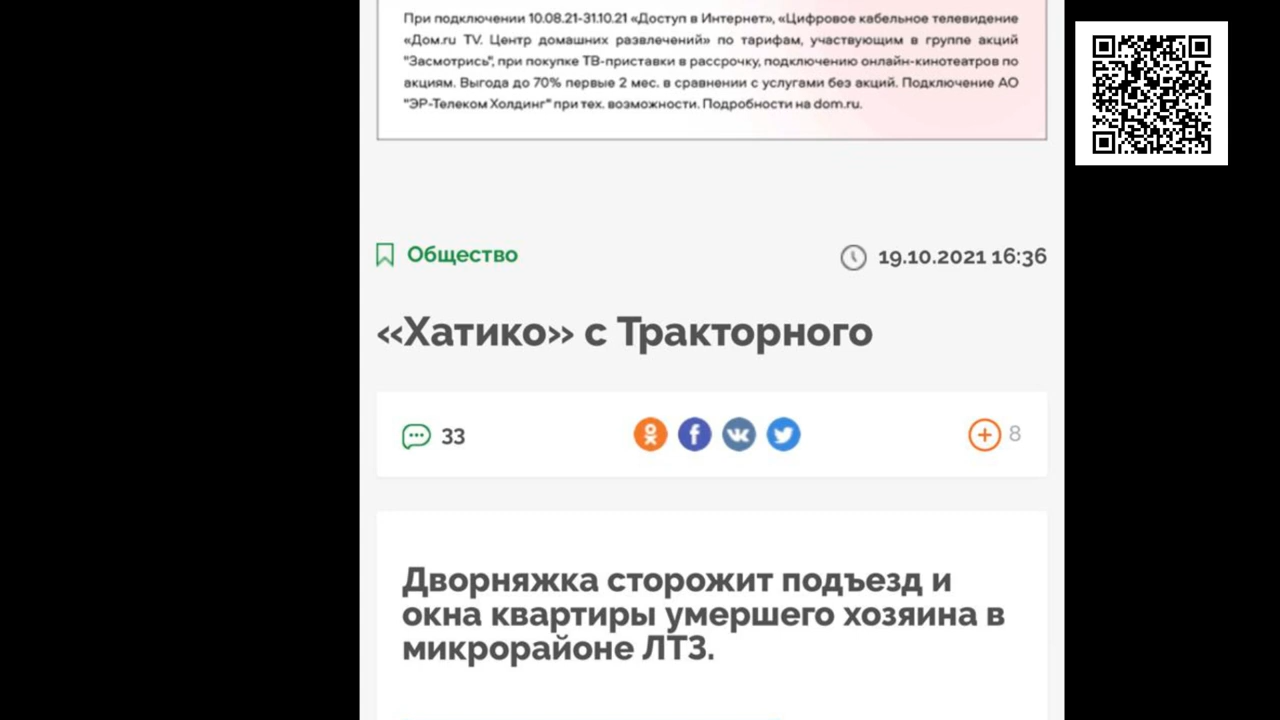 При подключении 10.08.21-31.10.21 «Доступ в Интернет», «Цифровое кабельное телевидение
«Дом.ru TV. Центр домашних развлечений» по тарифам, участвующим в группе акций
"Засмотрись", при покупке ТВ-приставки в рассрочку, подключению онлайн-кинотеатров по
акциям. Выгода до 70% первые 2 мес. в сравнении с услугами без акций. Подключение АО
"ЭР-Телеком Холдинг" при тех. возможности. Подробности на dom.ru.
Общество
19.10.2021 16:36
«Хатико» с Тракторного
33
8
Дворняжка сторожит подъезд и
окна квартиры умершего хозяина в
микрорайоне ЛТЗ.